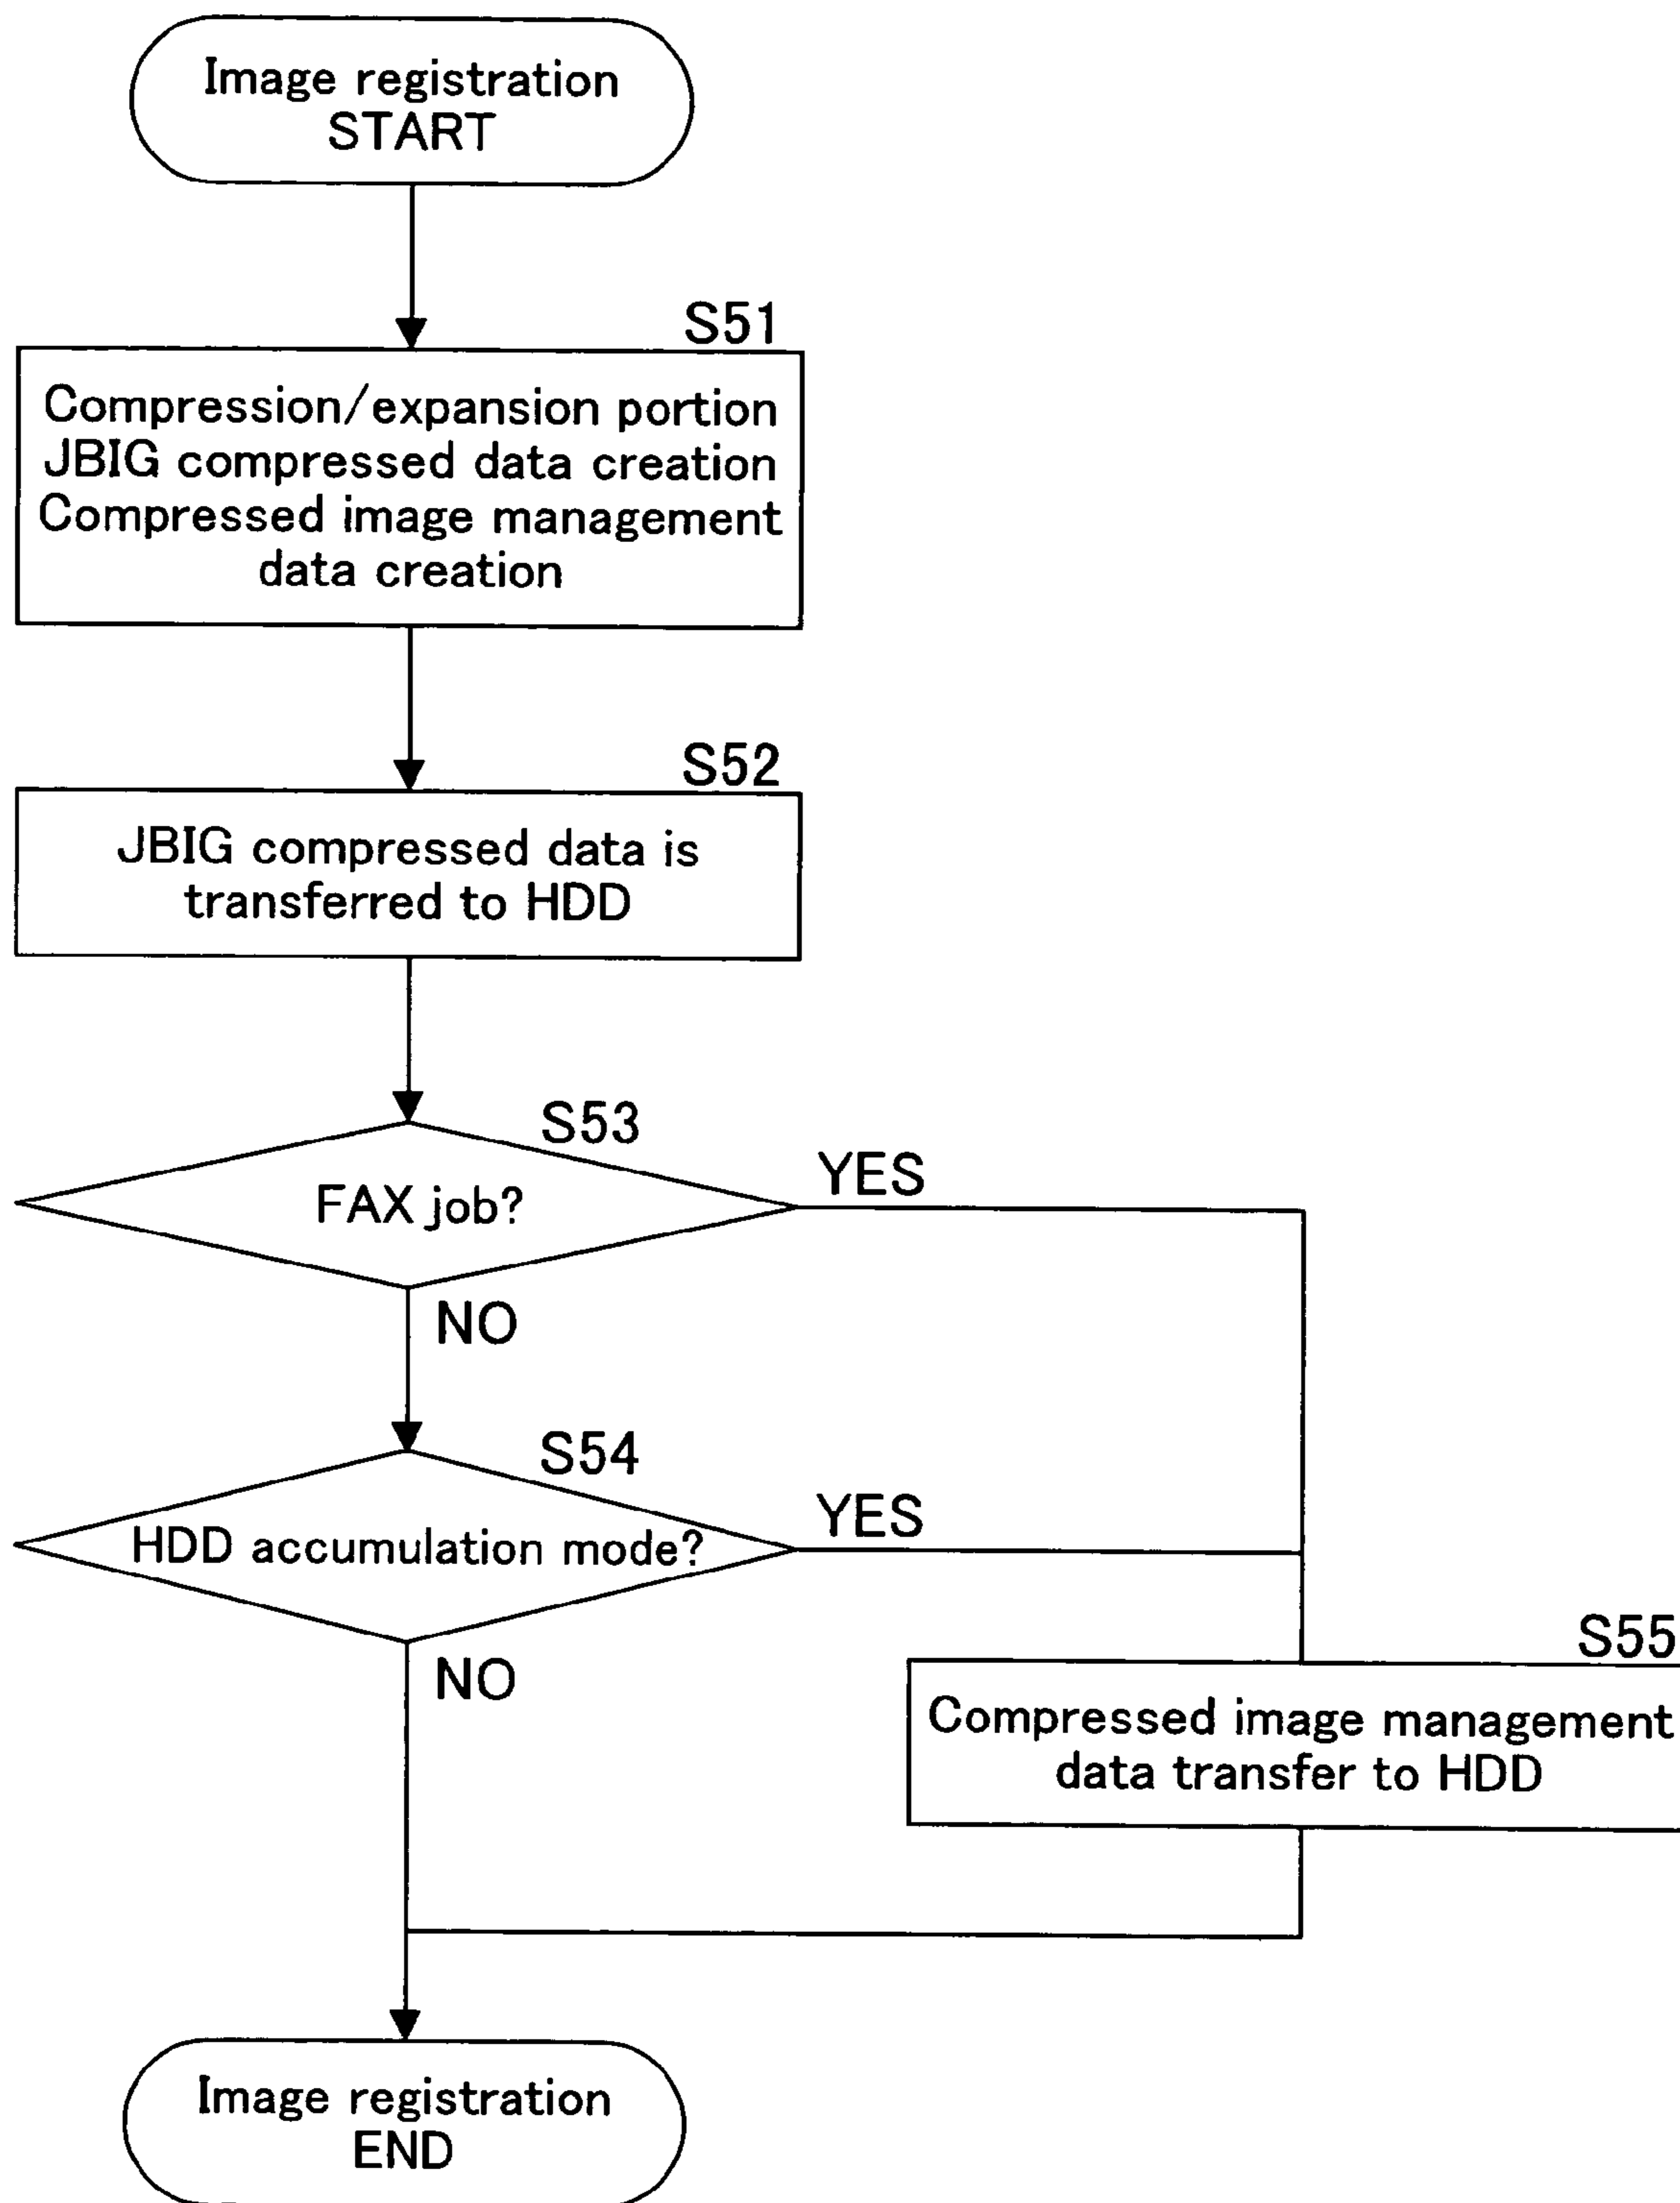 Image registration
START
S51
Compression/expansion portion
JBIG compressed data creation
Compressed image management
data creation
S52
JBIG compressed data is
transferred to HDD
S53
FAX job?
YES
NO
S54
HDD accumulation mode?
YES
NO
S55
Compressed image management
data transfer to HDD
Image registration
END